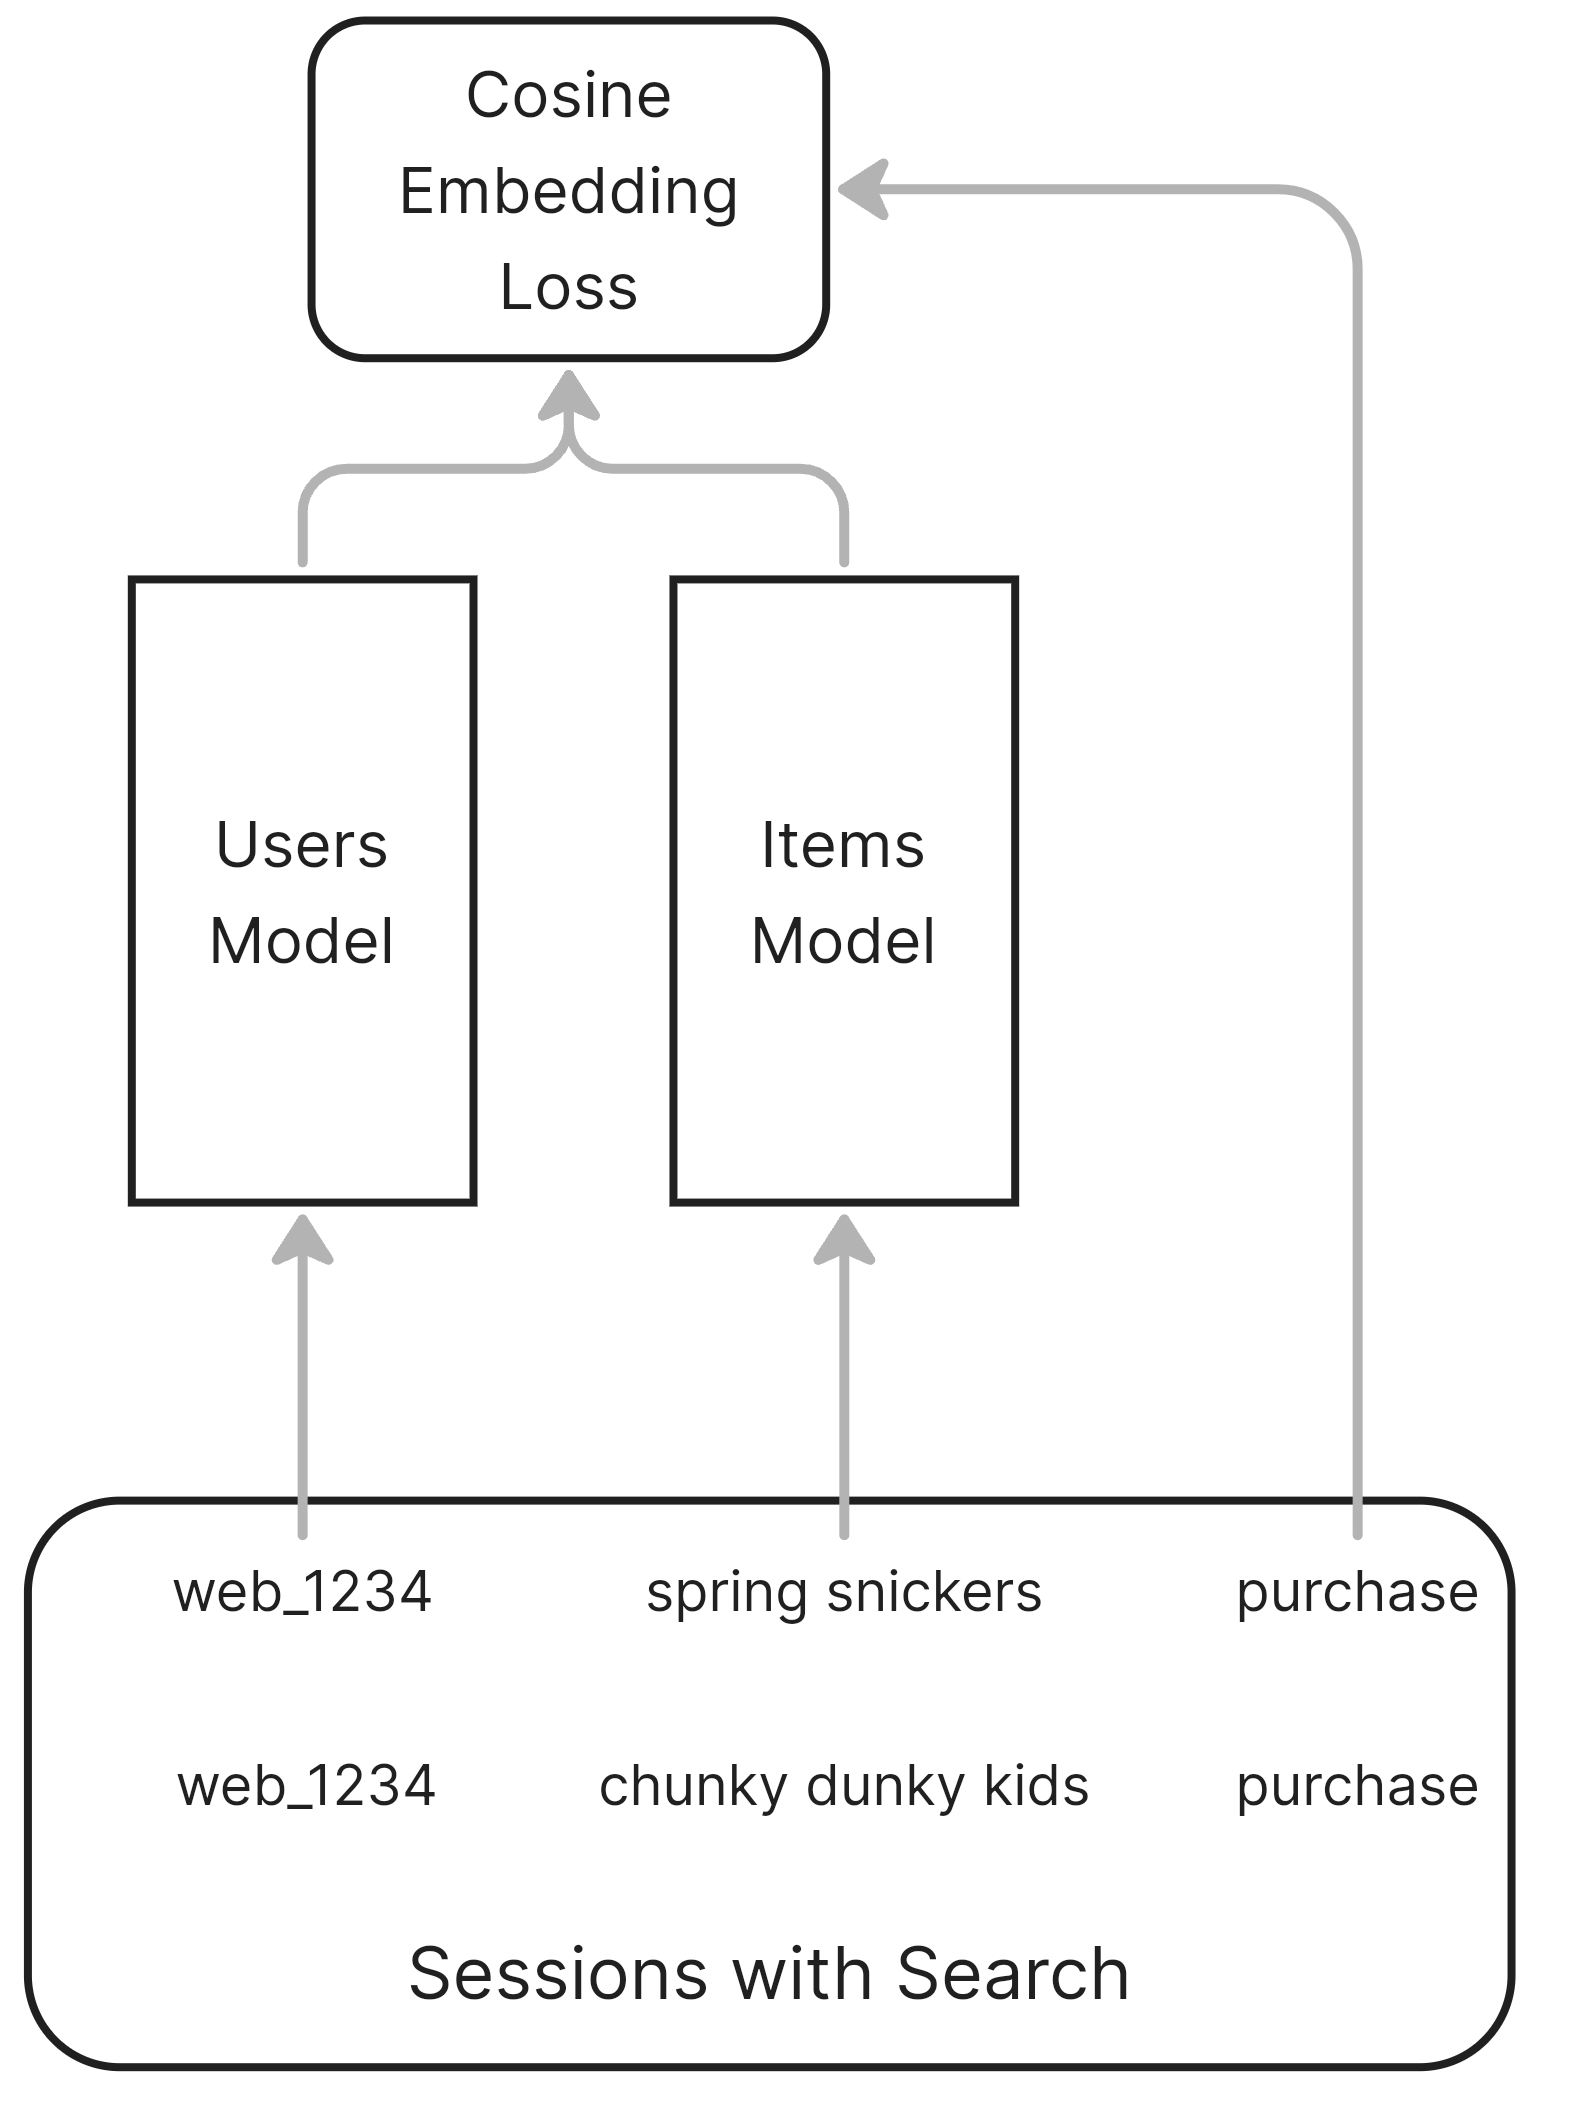 Cosine
Embedding
Loss
Users
Model
Items
Model
web_1234
spring snickers
purchase
web_1234
chunky dunky kids
purchase
Sessions with Search